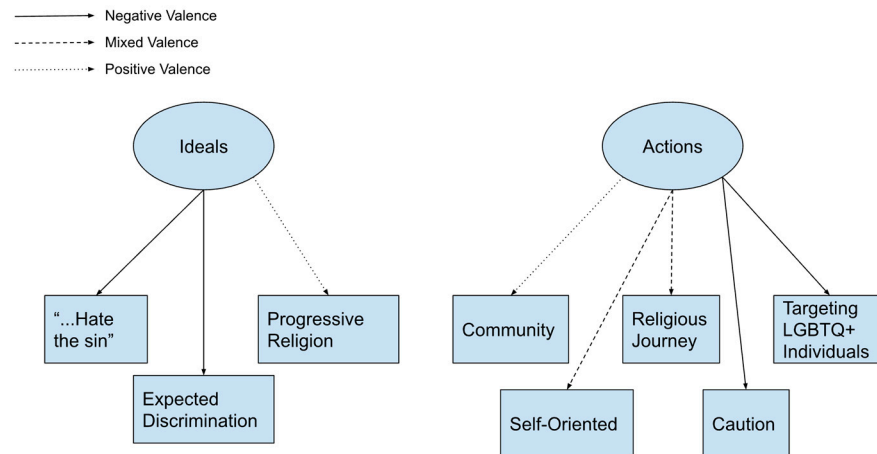 Negative Valence
Mixed Valence
Positive Valence
Ideals
Actions
“...Hate
the sin”
Progressive
Religion
Expected
Discrimination
Community
Religious
Journey
Targeting
LGBTQ+
Individuals
Self-Oriented
Caution